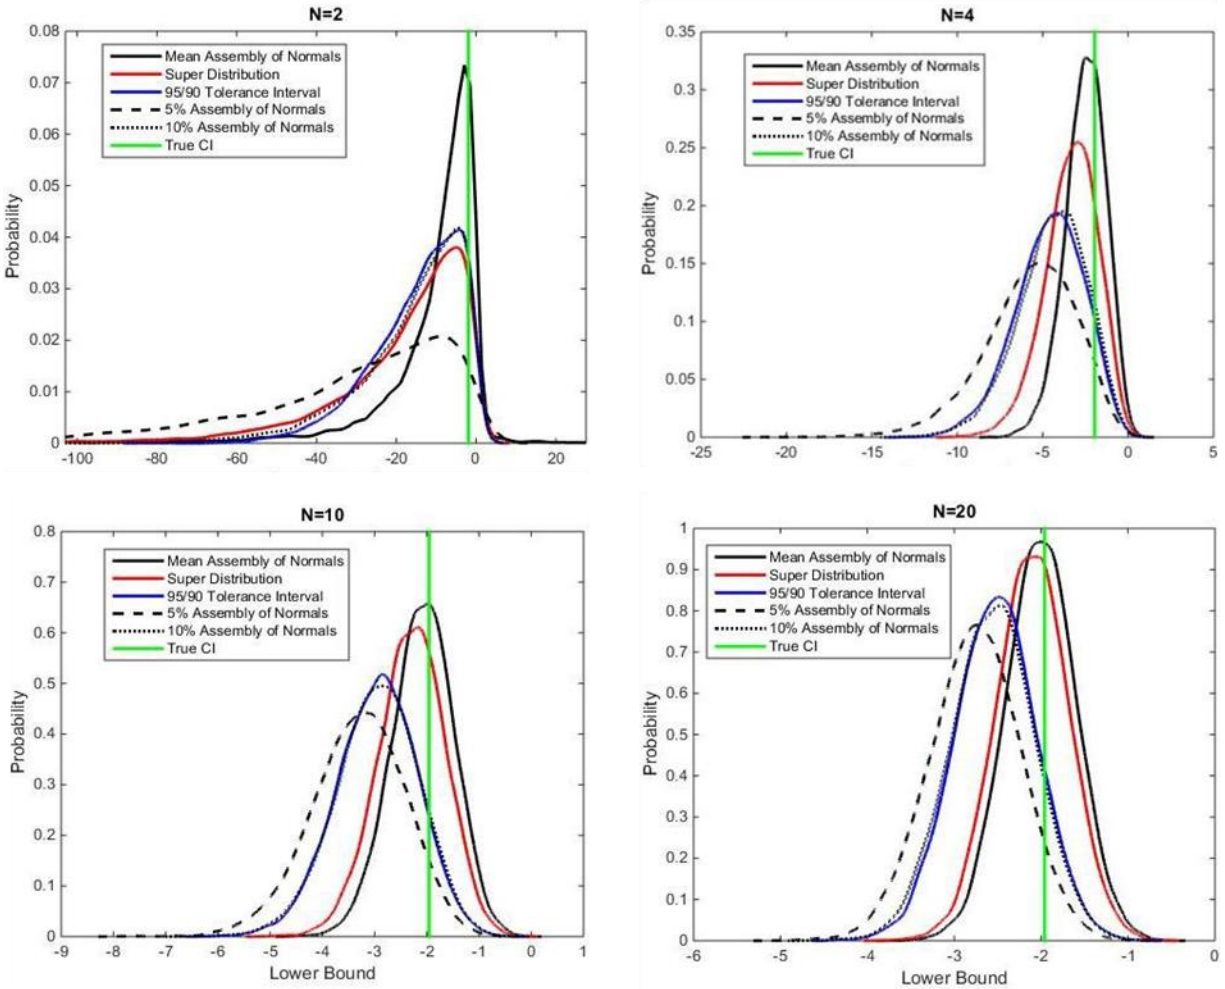 N=2
0.08
0.07
0.06
0.05
0.04
0.03
0.02
0.01
0
Probability
Mean Assembly of Normals
Super Distribution
95/90 Tolerance Interval
5% Assembly of Normals
10% Assembly of Normals
True CI
-100 -80 -60 -40 -20 0 20
N=4
0.35
0.3
0.25
0.2
0.15
0.1
0.05
0
Probability
Mean Assembly of Normals
Super Distribution
95/90 Tolerance Interval
5% Assembly of Normals
10% Assembly of Normals
True CI
-25 -20 -15 -10 -5 0 5
N=10
0.8
0.7
0.6
0.5
0.4
0.3
0.2
0.1
0
Probability
Mean Assembly of Normals
Super Distribution
95/90 Tolerance Interval
5% Assembly of Normals
10% Assembly of Normals
True CI
-9 -8 -7 -6 -5 -4 -3 -2 -1 0 1
Lower Bound
N=20
1
0.9
0.8
0.7
0.6
0.5
0.4
0.3
0.2
0.1
0
Probability
Mean Assembly of Normals
Super Distribution
95/90 Tolerance Interval
5% Assembly of Normals
10% Assembly of Normals
True CI
-6 -5 -4 -3 -2 -1 0
Lower Bound